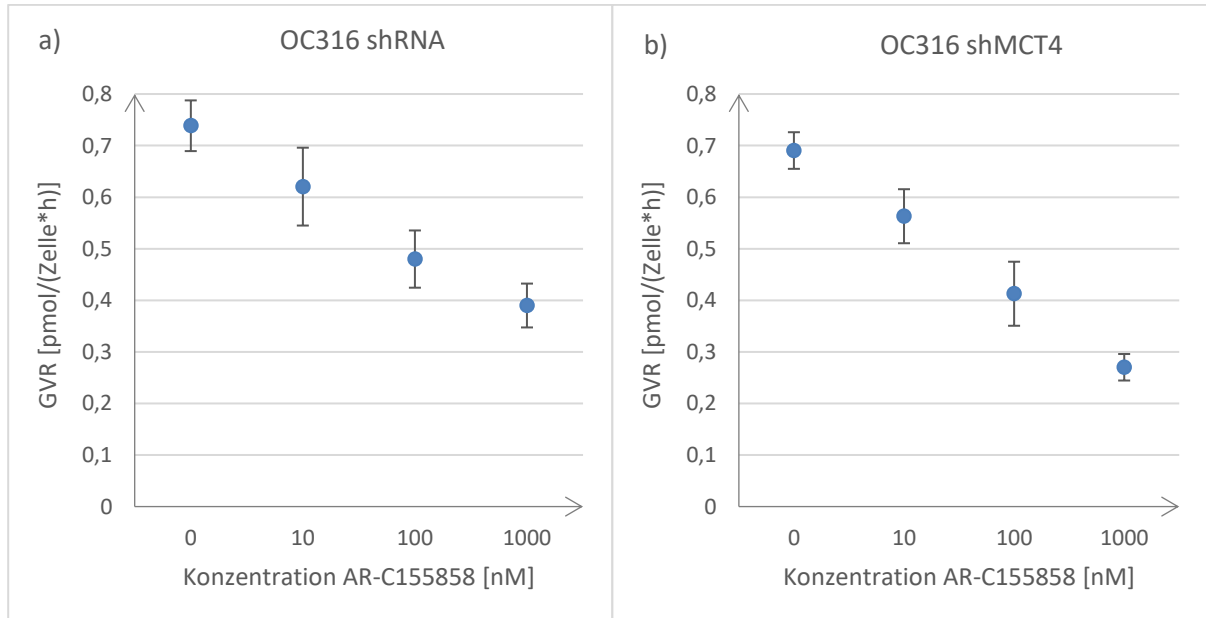 a)
OC316 shRNA
GVR [pmol/(Zelle*h)]
0,8
0,7
0,6
0,5
0,4
0,3
0,2
0,1
0
0 10 100 1000
Konzentration AR-C155858 [nM]
b)
OC316 shMCT4
GVR [pmol/(Zelle*h)]
0,8
0,7
0,6
0,5
0,4
0,3
0,2
0,1
0
0 10 100 1000
Konzentration AR-C155858 [nM]